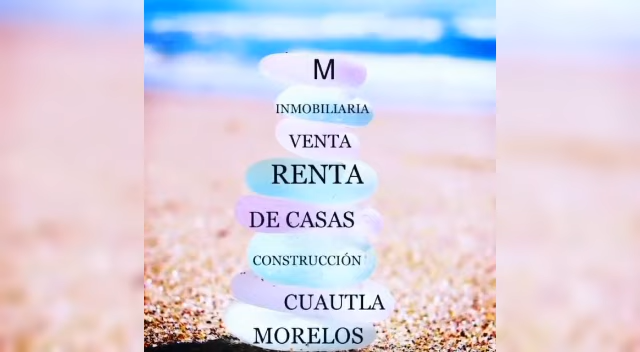 M
INMOBILIARIA
VENTA
RENTA
DE CASAS
CONSTRUCCIÓN
CUAUTLA
MORELOS